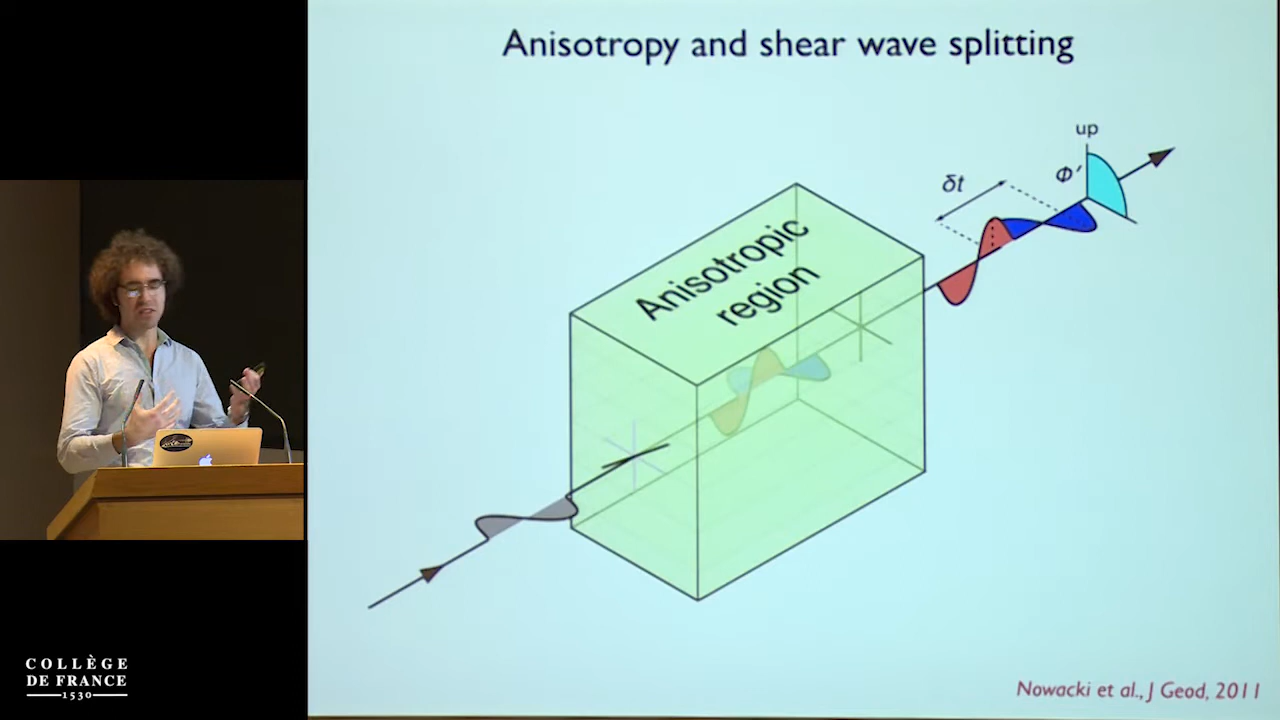 Anisotropy and shear wave splitting
up
δt
Φ′
Anisotropic
region
COLLÈGE
DE FRANCE
1530
Nowacki et al., J Geod, 2011